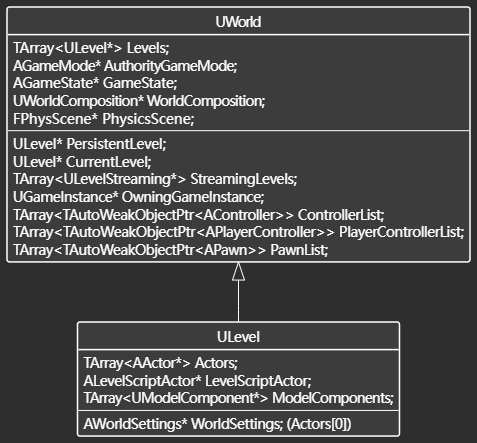 UWorld
TArray<ULevel*> Levels;
AGameMode* AuthorityGameMode;
AGameState* GameState;
UWorldComposition* WorldComposition;
FPhysScene* PhysicsScene;
ULevel* PersistentLevel;
ULevel* CurrentLevel;
TArray<ULevelStreaming*> StreamingLevels;
UGameInstance* OwningGameInstance;
TArray<TAutoWeakObjectPtr<AController>> ControllerList;
TArray<TAutoWeakObjectPtr<APlayerController>> PlayerControllerList;
TArray<TAutoWeakObjectPtr<APawn>> PawnList;
ULevel
TArray<AActor*> Actors;
ALevelScriptActor* LevelScriptActor;
TArray<UModelComponent*> ModelComponents;
AWorldSettings* WorldSettings; (Actors[0])